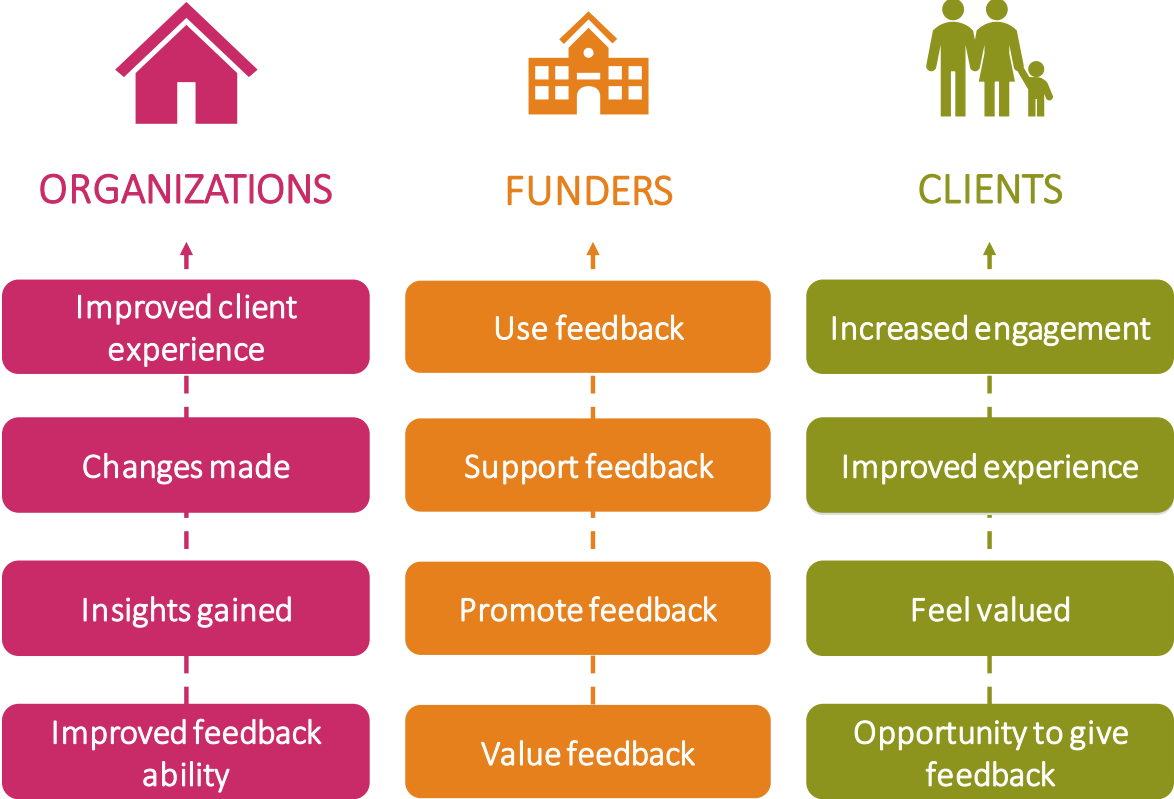 ORGANIZATIONS
FUNDERS
CLIENTS
Improved client
experience
Use feedback
Increased engagement
Changes made
Support feedback
Improved experience
Insights gained
Promote feedback
Feel valued
Improved feedback
ability
Value feedback
Opportunity to give
feedback